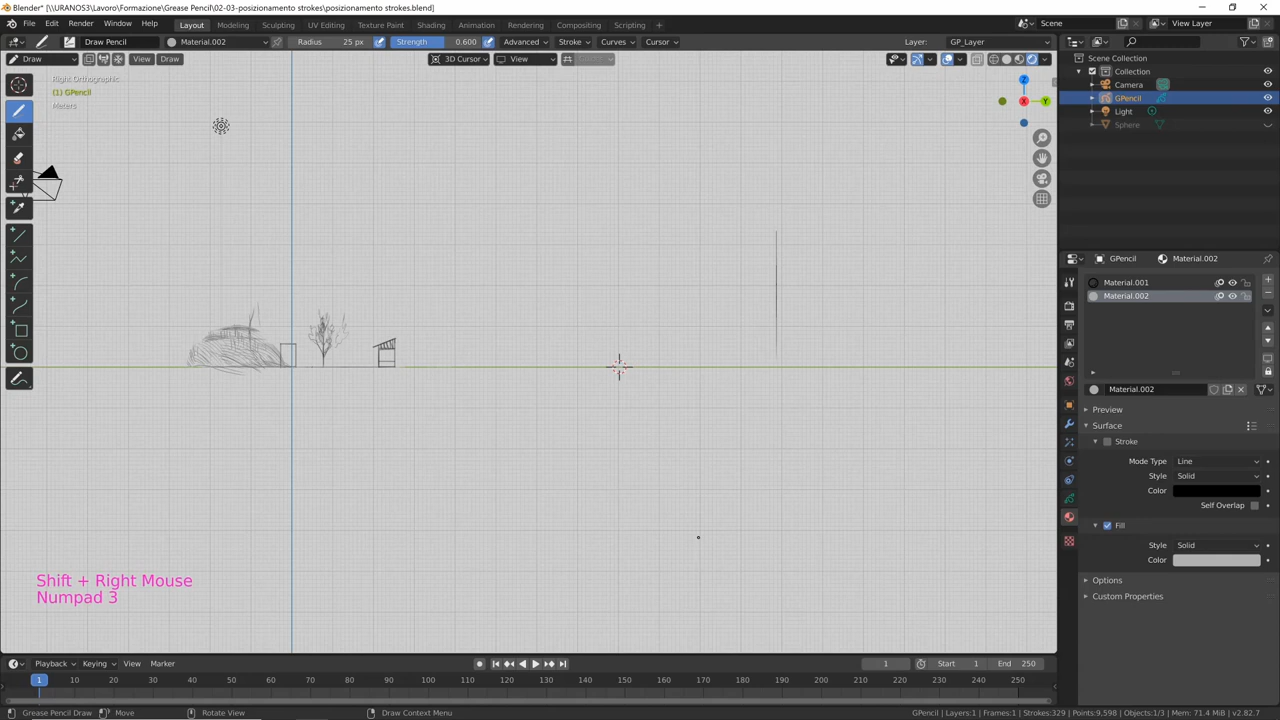 Blender* [\\URANOS3\Lavoro\Formazione\Grease Pencil\02-03-posizionamento strokes\posizionamento strokes.blend]
File Edit Render Window Help Layout Modeling Sculpting UV Editing Texture Paint Shading Animation Rendering Compositing Scripting + Scene View Layer
Draw Pencil Material.002 Radius 25 px Strength 0.600 Advanced Stroke Curves Cursor Layer: GP_Layer
Draw View Draw 3D Cursor View
Right Orthographic
(1) GPencil
Meters
Z
X
Y
Scene Collection
Collection
Camera
GPencil
Light
Sphere
GPencil Material.002
Material.001
Material.002
Material.002
Preview
Surface
Stroke
Mode Type Line
Style Solid
Color
Self Overlap
Fill
Style Solid
Color
Options
Custom Properties
Shift + Right Mouse
Numpad 3
Playback Keying View Marker 1 Start 1 End 250
1 10 20 30 40 50 60 70 80 90 100 110 120 130 140 150 160 170 180 190 200 210 220 230 240 250
Grease Pencil Draw Move Rotate View Draw Context Menu GPencil | Layers:1 | Frames:1 | Strokes:329 | Points:9,598 | Objects:1/3 | Mem: 71.4 MiB | v2.82.7